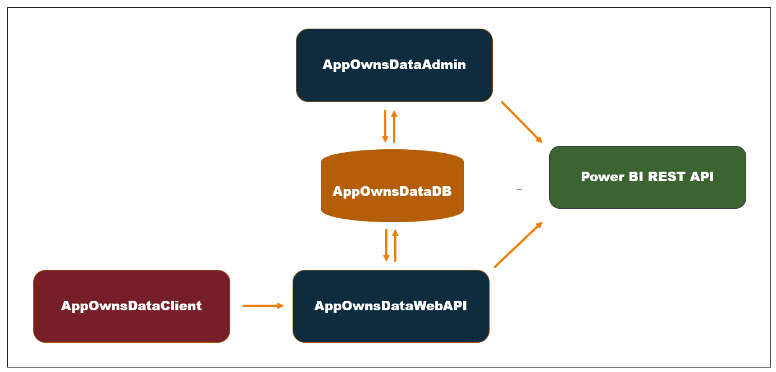 AppOwnsDataAdmin
Power BI REST API
AppOwnsDataDB
AppOwnsDataClient
AppOwnsDataWebAPI